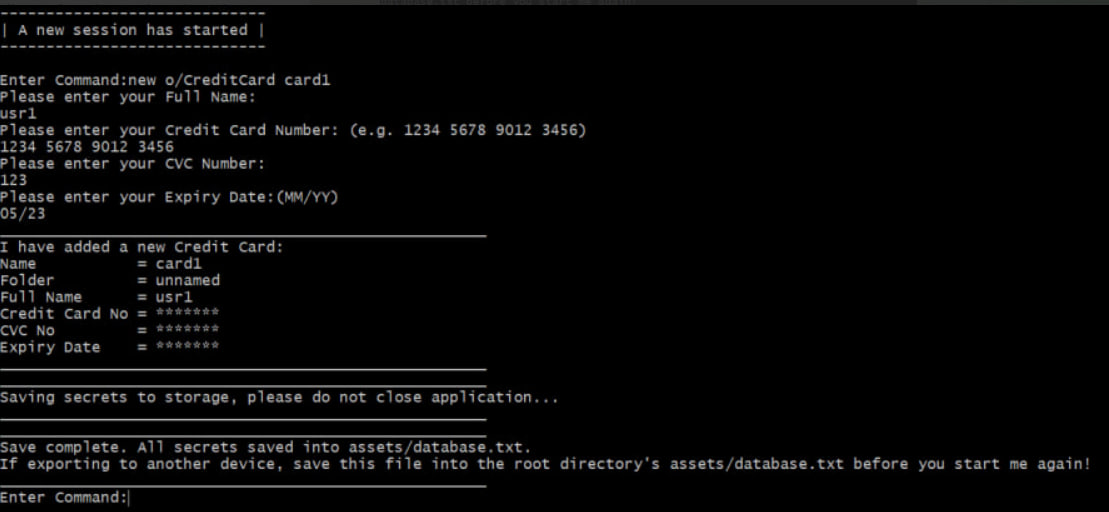 -----------------------------
| A new session has started |
-----------------------------
Enter Command:new o/CreditCard card1
Please enter your Full Name:
usr1
Please enter your Credit Card Number: (e.g. 1234 5678 9012 3456)
1234 5678 9012 3456
Please enter your CVC Number:
123
Please enter your Expiry Date:(MM/YY)
05/23
I have added a new Credit Card:
Name = card1
Folder = unnamed
Full Name = usr1
Credit Card No = *******
CVC No = *******
Expiry Date = *******
Saving secrets to storage, please do not close application...
Save complete. All secrets saved into assets/database.txt.
If exporting to another device, save this file into the root directory's assets/database.txt before you start me again!
Enter Command: